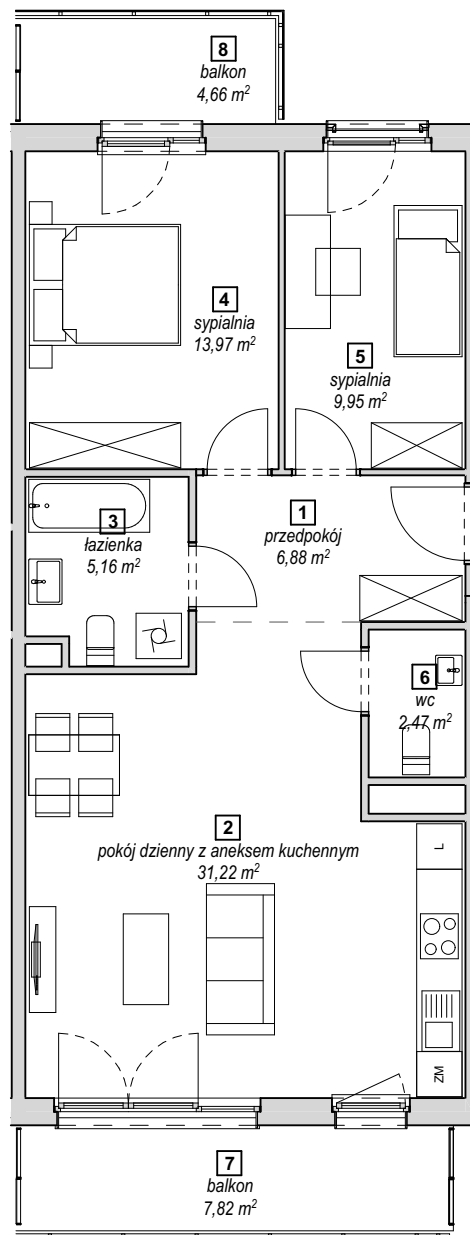 8
balkon
4,66 m²
4
sypialnia
13,97 m²
5
sypialnia
9,95 m²
1
przedpokój
6,88 m²
3
łazienka
5,16 m²
6
wc
2,47 m²
2
pokój dzienny z aneksem kuchennym
31,22 m²
L
ZM
7
balkon
7,82 m²